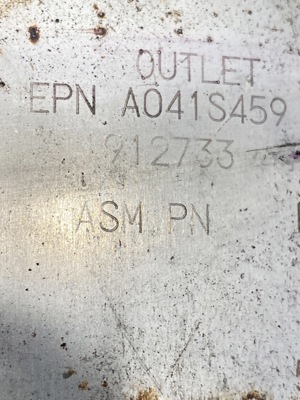 OUTLET
EPN A041S459
912733
ASM PN